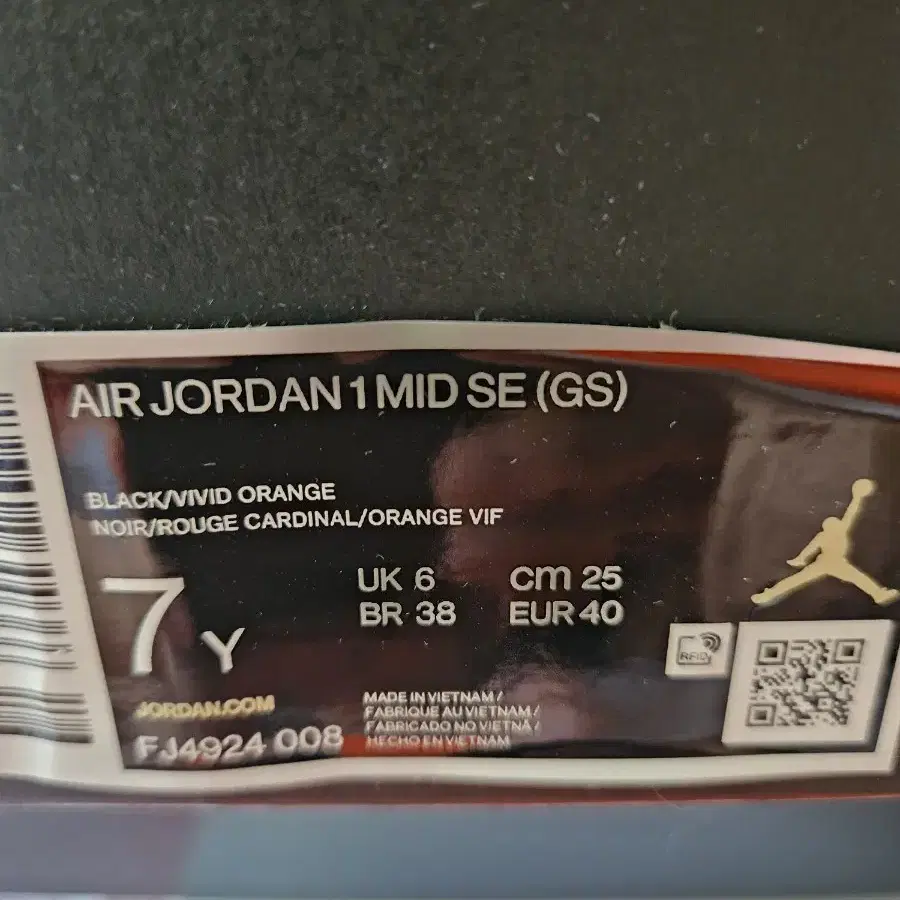 AIR JORDAN 1 MID SE (GS)
BLACK/VIVID ORANGE
NOIR/ROUGE CARDINAL/ORANGE VIF
7 Y
UK 6 cm 25
BR 38 EUR 40
RFID
JORDAN.COM
FJ4924 008
MADE IN VIETNAM /
FABRIQUE AU VIETNAM /
FABRICADO NO VIETNÃ /
HECHO EN VIETNAM